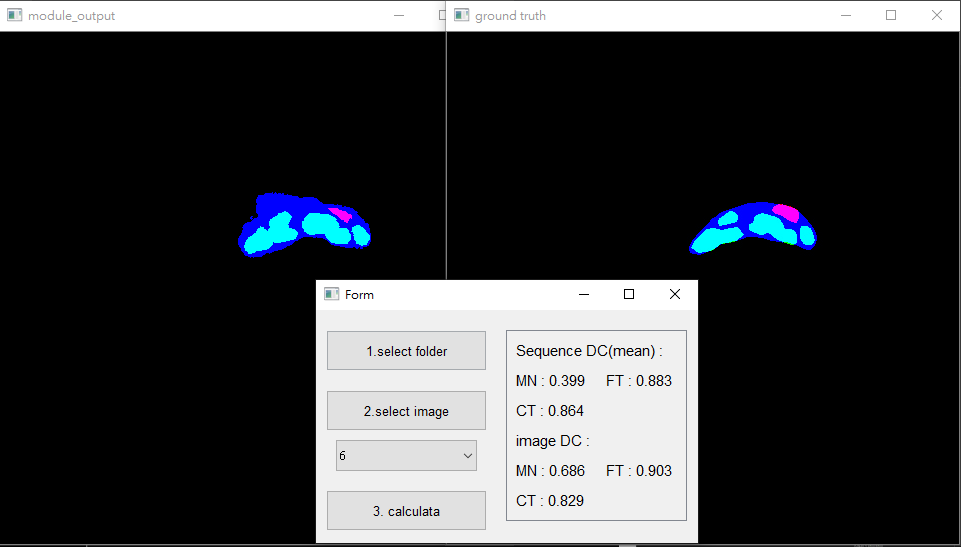 module_output
ground truth
Form
1.select folder
2.select image
6
3. calculata
Sequence DC(mean) :
MN : 0.399 FT : 0.883
CT : 0.864
image DC :
MN : 0.686 FT : 0.903
CT : 0.829